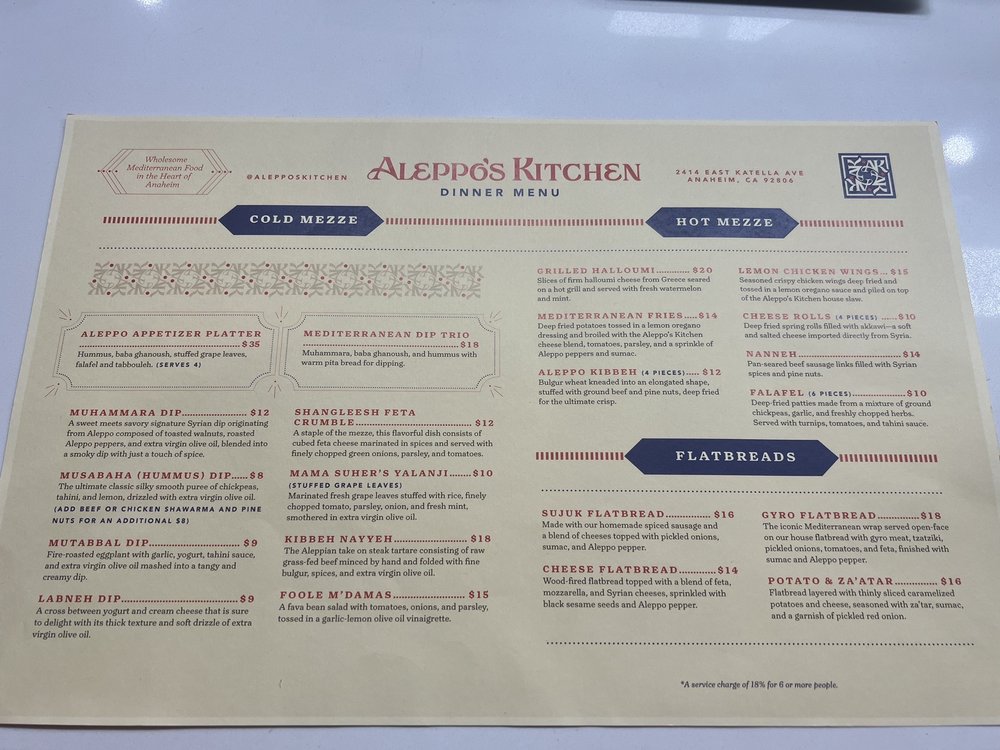 Wholesome
Mediterranean Food
in the Heart of
Anaheim
@ALEPPOSKITCHEN
ALEPPO'S KITCHEN
DINNER MENU
2414 EAST KATELLA AVE
ANAHEIM, CA 92806
COLD MEZZE
ALEPPO APPETIZER PLATTER
$35
Hummus, baba ghanoush, stuffed grape leaves,
falafel and tabbouleh. (SERVES 4)
MEDITERRANEAN DIP TRIO
$18
Muhammara, baba ghanoush, and hummus with
warm pita bread for dipping.
MUHAMMARA DIP........................ $12
A sweet meets savory signature Syrian dip originating
from Aleppo composed of toasted walnuts, roasted
Aleppo peppers, and extra virgin olive oil, blended into
a smoky dip with just a touch of spice.
MUSABAHA (HUMMUS) DIP......$8
The ultimate classic silky smooth puree of chickpeas,
tahini, and lemon, drizzled with extra virgin olive oil.
(ADD BEEF OR CHICKEN SHAWARMA AND PINE
NUTS FOR AN ADDITIONAL $8)
MUTABBAL DIP........................... $9
Fire-roasted eggplant with garlic, yogurt, tahini sauce,
and extra virgin olive oil mashed into a tangy and
creamy dip.
LABNEH DIP.................................$9
A cross between yogurt and cream cheese that is sure
to delight with its thick texture and soft drizzle of extra
virgin olive oil.
SHANGLEESH FETA
CRUMBLE................................. $12
A staple of the mezze, this flavorful dish consists of
cubed feta cheese marinated in spices and served with
finely chopped green onions, parsley, and tomatoes.
MAMA SUHER'S YALANJI.......$10
(STUFFED GRAPE LEAVES)
Marinated fresh grape leaves stuffed with rice, finely
chopped tomato, parsley, onion, and fresh mint,
smothered in extra virgin olive oil.
KIBBEH NAYYEH..................... $18
The Aleppian take on steak tartare consisting of raw
grass-fed beef minced by hand and folded with fine
bulgur, spices, and extra virgin olive oil.
FOOLE M'DAMAS..................... $15
A fava bean salad with tomatoes, onions, and parsley,
tossed in a garlic-lemon olive oil vinaigrette.
HOT MEZZE
GRILLED HALLOUMI............ $20
Slices of firm halloumi cheese from Greece seared
on a hot grill and served with fresh watermelon
and mint.
MEDITERRANEAN FRIES.....$14
Deep fried potatoes tossed in a lemon oregano
dressing and broiled with the Aleppo's Kitchen
cheese blend, tomatoes, parsley, and a sprinkle of
Aleppo peppers and sumac.
ALEPPO KIBBEH (4 PIECES)..... $12
Bulgur wheat kneaded into an elongated shape,
stuffed with ground beef and pine nuts, deep fried
for the ultimate crisp.
LEMON CHICKEN WINGS... $15
Seasoned crispy chicken wings deep fried and
tossed in a lemon oregano sauce and piled on top
of the Aleppo's Kitchen house slaw.
CHEESE ROLLS (4 PIECES) .....$10
Deep fried spring rolls filled with akkawi—a soft
and salted cheese imported directly from Syria.
NANNEH............................ $14
Pan-seared beef sausage links filled with Syrian
spices and pine nuts.
FALAFEL (6 PIECES)................$10
Deep-fried patties made from a mixture of ground
chickpeas, garlic, and freshly chopped herbs.
Served with turnips, tomatoes, and tahini sauce.
FLATBREADS
SUJUK FLATBREAD............. $16
Made with our homemade spiced sausage and
a blend of cheeses topped with pickled onions,
sumac, and Aleppo pepper.
CHEESE FLATBREAD............$14
Wood-fired flatbread topped with a blend of feta,
mozzarella, and Syrian cheeses, sprinkled with
black sesame seeds and Aleppo pepper.
GYRO FLATBREAD................$18
The iconic Mediterranean wrap served open-face
on our house flatbread with gyro meat, tzatziki,
pickled onions, tomatoes, and feta, finished with
sumac and Aleppo pepper.
POTATO & ZA'ATAR.............. $16
Flatbread layered with thinly sliced caramelized
potatoes and cheese, seasoned with za'tar, sumac,
and a garnish of pickled red onion.
*A service charge of 18% for 6 or more people.